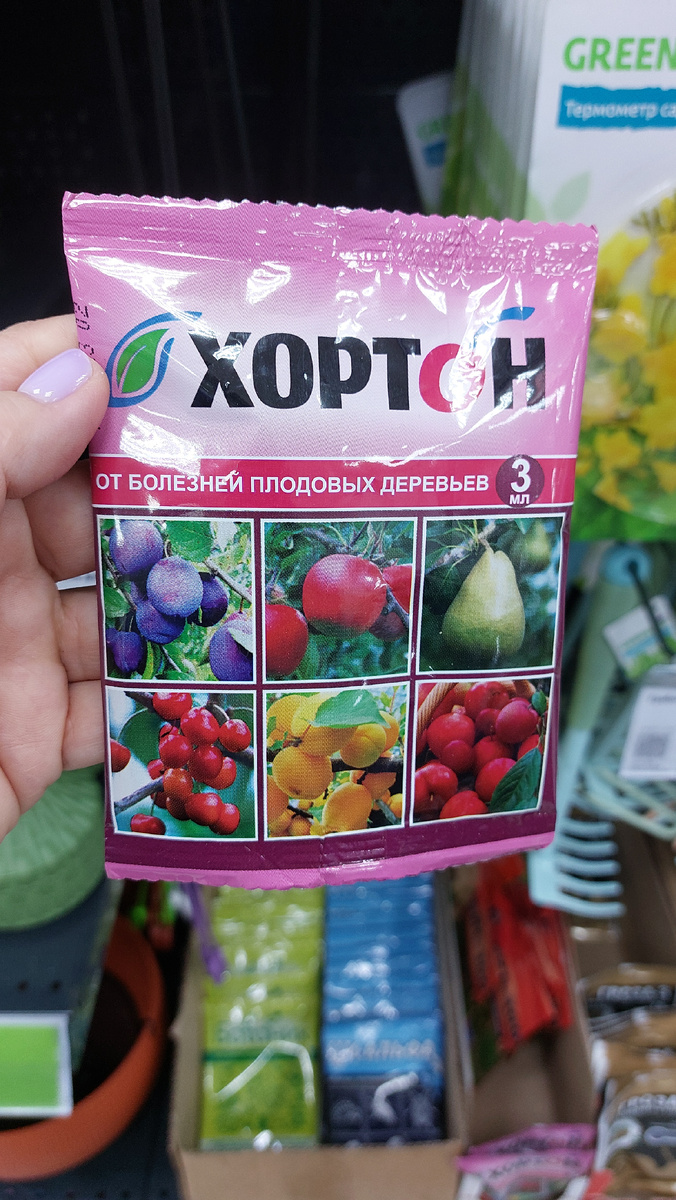 GREEN
Термометр са
ХОРТОН
ОТ БОЛЕЗНЕЙ ПЛОДОВЫХ ДЕРЕВЬЕВ
3
МЛ